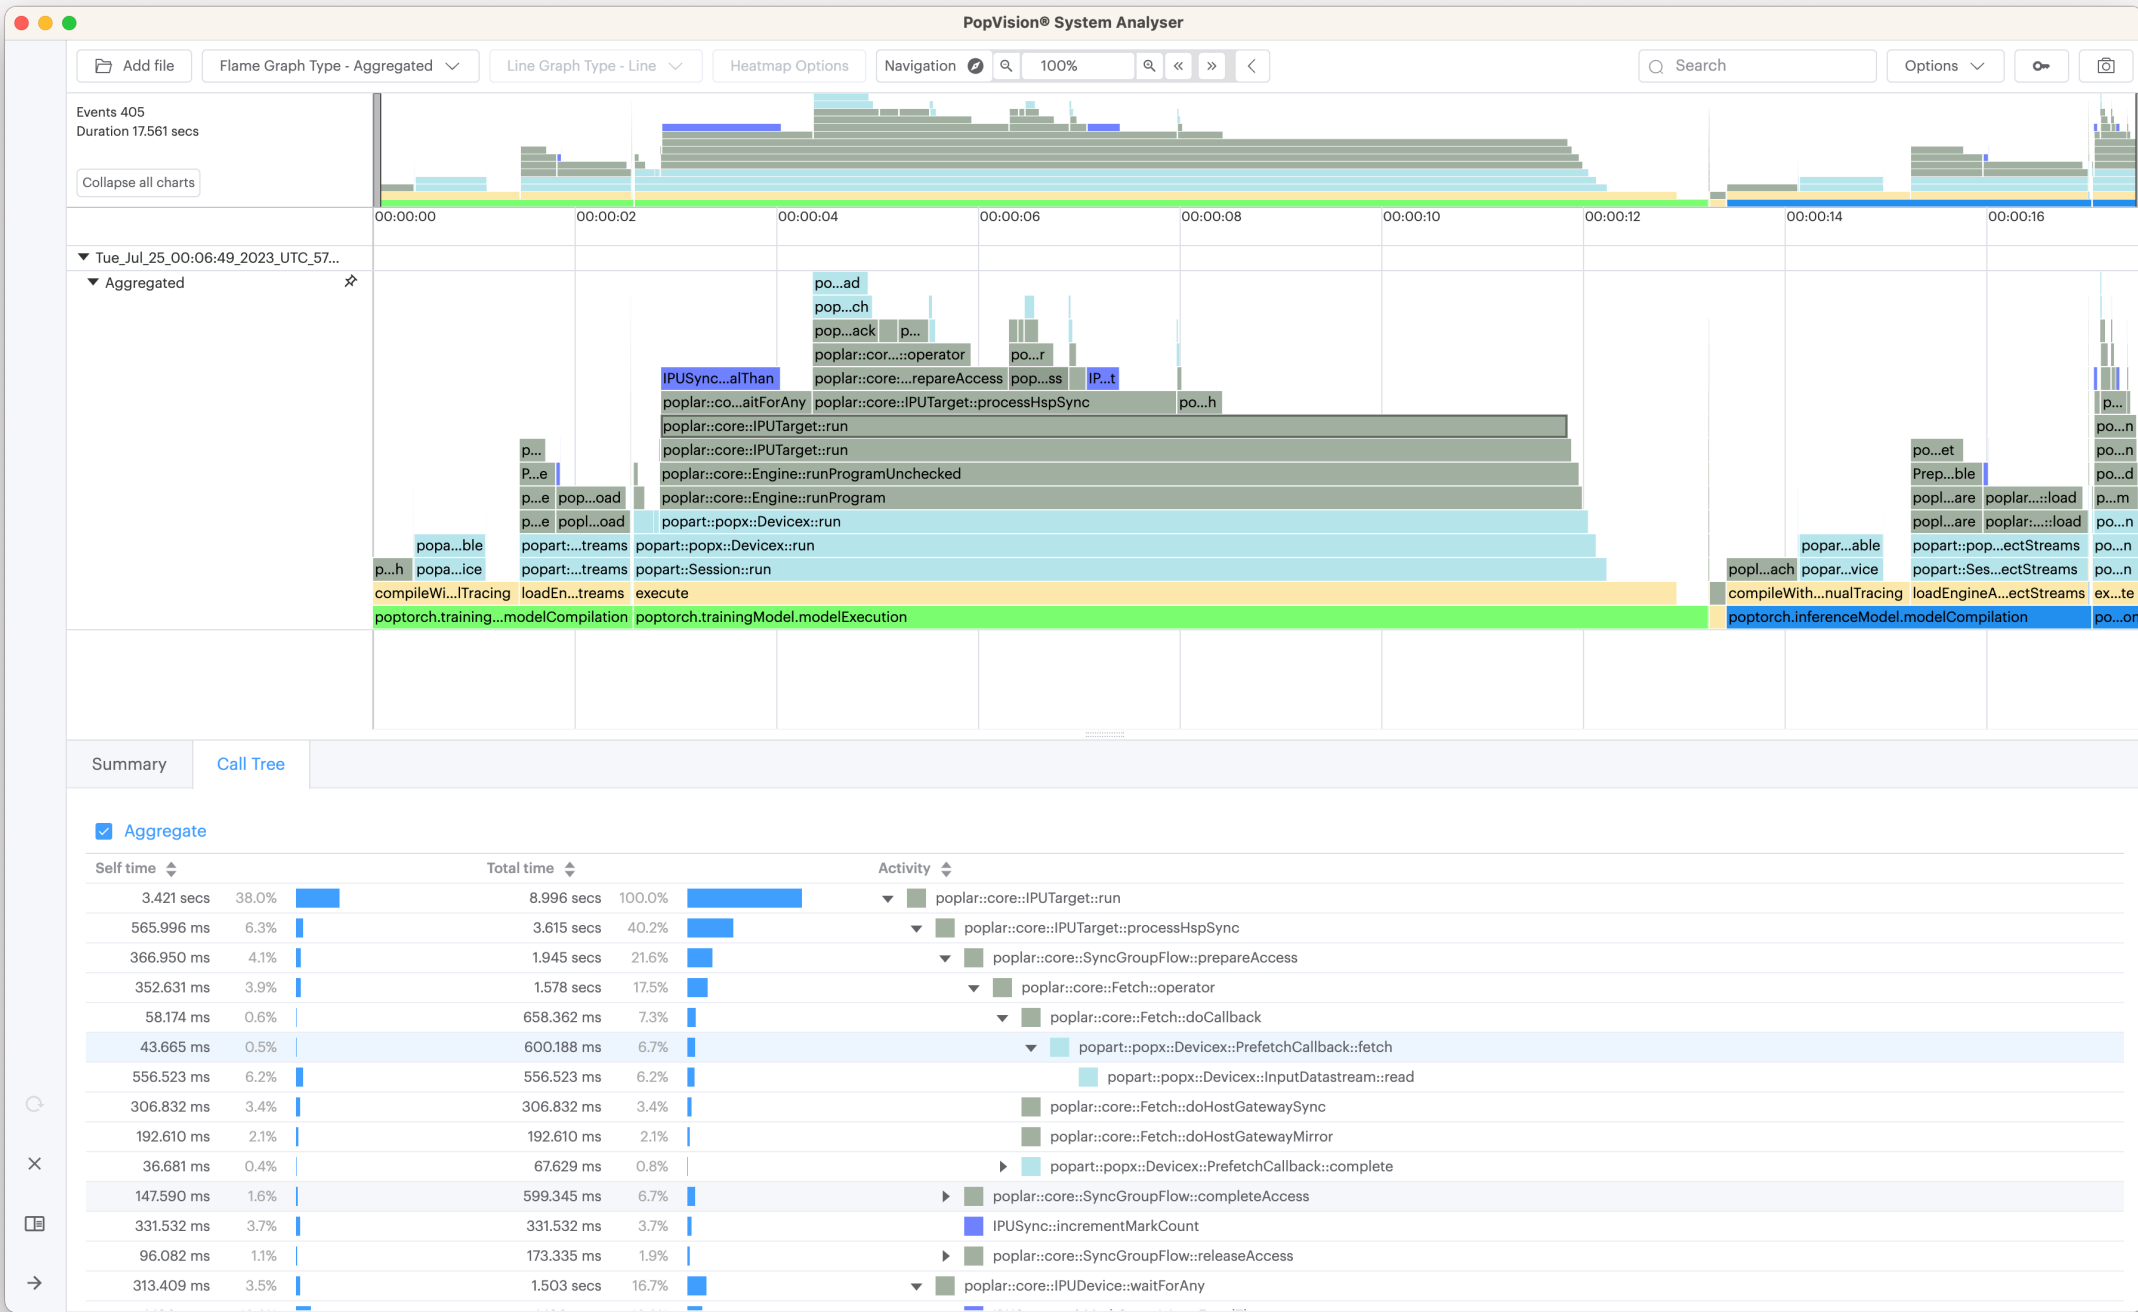 PopVision® System Analyser
Add file
Flame Graph Type - Aggregated
Line Graph Type - Line
Heatmap Options
Navigation
100%
Search
Options
Events 405
Duration 17.561 secs
Collapse all charts
00:00:00 00:00:02 00:00:04 00:00:06 00:00:08 00:00:10 00:00:12 00:00:14 00:00:16
Tue_Jul_25_00:06:49_2023_UTC_57...
Aggregated
po...ad
pop...ch
pop...ack p...
poplar::cor...::operator po...r
IPUSync...alThan poplar::core:...repareAccess pop...ss IP...t
poplar::co...aitForAny poplar::core::IPUTarget::processHspSync po...h p...
poplar::core::IPUTarget::run po...n
p... poplar::core::IPUTarget::run po...et po...n
P...e poplar::core::Engine::runProgramUnchecked Prep...ble po...d
p...e pop...oad poplar::core::Engine::runProgram popl...are poplar...::load p...m
p...e popl...oad popart::popx::Devicex::run popl...are poplar:...::load po...n
popa...ble popart:...treams popart::popx::Devicex::run popar...able popart::pop...ectStreams po...n
p...h popa...ice popart:...treams popart::Session::run popl...ach popar...vice popart::Ses...ectStreams po...n
compileWi...lTracing loadEn...treams execute compileWith...nualTracing loadEngineA...ectStreams ex...te
poptorch.training...modelCompilation poptorch.trainingModel.modelExecution poptorch.inferenceModel.modelCompilation po...on
Summary
Call Tree
Aggregate
Self time Total time Activity
3.421 secs 38.0% 8.996 secs 100.0% poplar::core::IPUTarget::run
565.996 ms 6.3% 3.615 secs 40.2% poplar::core::IPUTarget::processHspSync
366.950 ms 4.1% 1.945 secs 21.6% poplar::core::SyncGroupFlow::prepareAccess
352.631 ms 3.9% 1.578 secs 17.5% poplar::core::Fetch::operator
58.174 ms 0.6% 658.362 ms 7.3% poplar::core::Fetch::doCallback
43.665 ms 0.5% 600.188 ms 6.7% popart::popx::Devicex::PrefetchCallback::fetch
556.523 ms 6.2% 556.523 ms 6.2% popart::popx::Devicex::InputDatastream::read
306.832 ms 3.4% 306.832 ms 3.4% poplar::core::Fetch::doHostGatewaySync
192.610 ms 2.1% 192.610 ms 2.1% poplar::core::Fetch::doHostGatewayMirror
36.681 ms 0.4% 67.629 ms 0.8% popart::popx::Devicex::PrefetchCallback::complete
147.590 ms 1.6% 599.345 ms 6.7% poplar::core::SyncGroupFlow::completeAccess
331.532 ms 3.7% 331.532 ms 3.7% IPUSync::incrementMarkCount
96.082 ms 1.1% 173.335 ms 1.9% poplar::core::SyncGroupFlow::releaseAccess
313.409 ms 3.5% 1.503 secs 16.7% poplar::core::IPUDevice::waitForAny